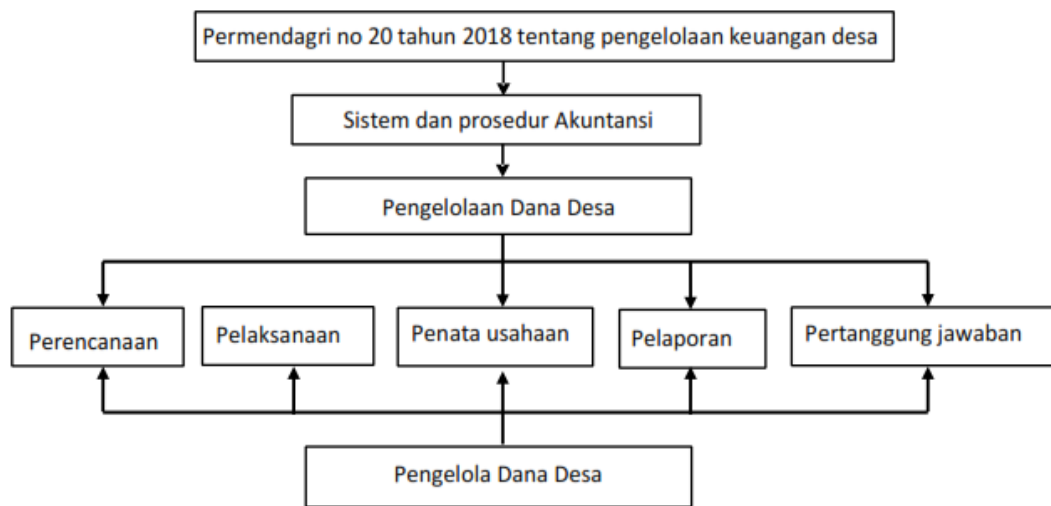 Permendagri no 20 tahun 2018 tentang pengelolaan keuangan desa
Sistem dan prosedur Akuntansi
Pengelolaan Dana Desa
Perencanaan
Pelaksanaan
Penata usahaan
Pelaporan
Pertanggung jawaban
Pengelola Dana Desa